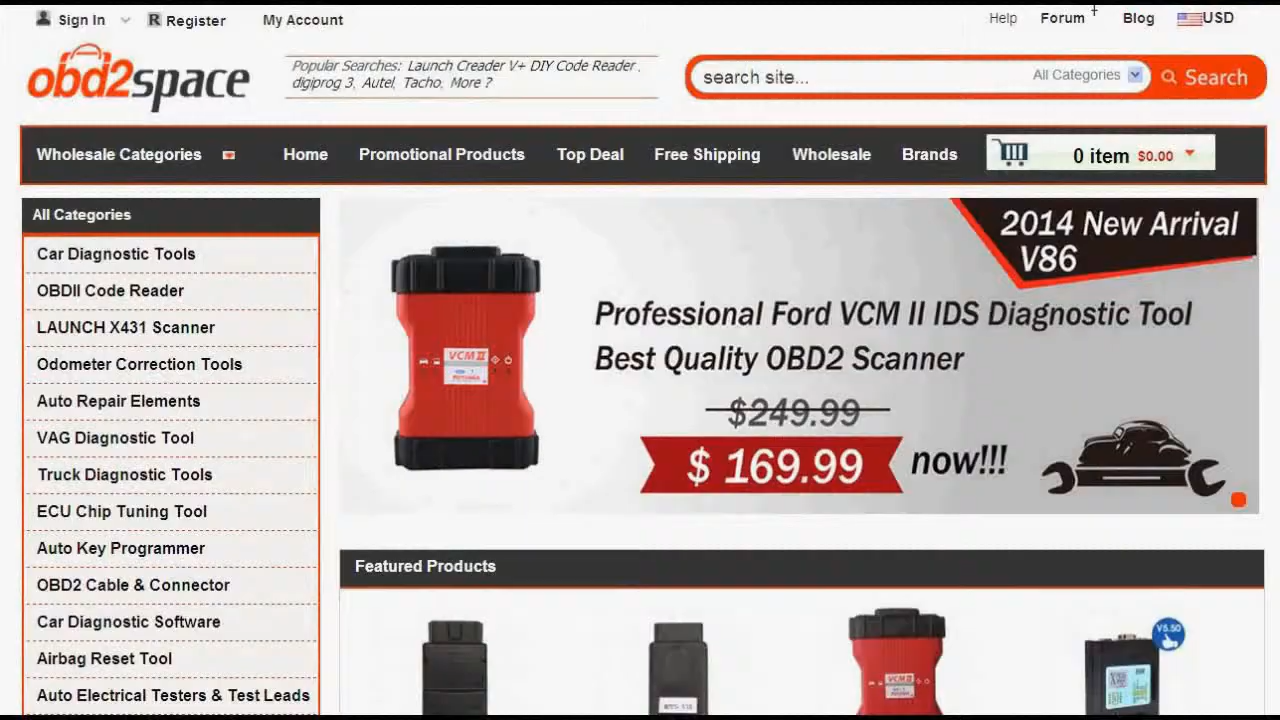 Sign In
Register
My Account
Help
Forum
Blog
USD
obd2space
Popular Searches: Launch Creader V+ DIY Code Reader ,
digiprog 3, Autel, Tacho, More ?
search site...
All Categories
Search
Wholesale Categories
Home
Promotional Products
Top Deal
Free Shipping
Wholesale
Brands
0 item $0.00
All Categories
Car Diagnostic Tools
OBDII Code Reader
LAUNCH X431 Scanner
Odometer Correction Tools
Auto Repair Elements
VAG Diagnostic Tool
Truck Diagnostic Tools
ECU Chip Tuning Tool
Auto Key Programmer
OBD2 Cable & Connector
Car Diagnostic Software
Airbag Reset Tool
Auto Electrical Testers & Test Leads
2014 New Arrival
V86
Professional Ford VCM II IDS Diagnostic Tool
Best Quality OBD2 Scanner
$249.99
$ 169.99 now!!!
VCM II
Featured Products
VCM II
V5.50